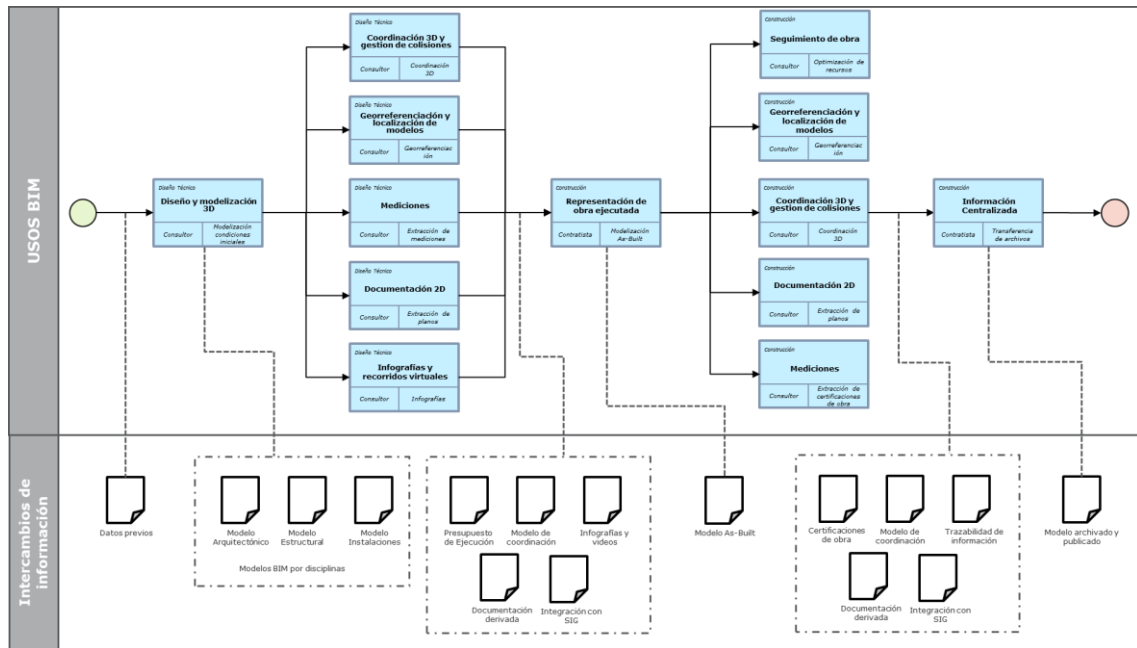 USOS BIM
Diseño Técnico
Diseño y modelización
3D
Consultor
Modelización
condiciones
iniciales
Diseño Técnico
Coordinación 3D y
gestion de colisiones
Consultor
Coordinación
3D
Diseño Técnico
Georreferenciación y
localización de
modelos
Consultor
Georreferenciac
ión
Diseño Técnico
Mediciones
Consultor
Extracción de
mediciones
Diseño Técnico
Documentación 2D
Consultor
Extracción de
planos
Diseño Técnico
Infografías y
recorridos virtuales
Consultor
Infografías
Construcción
Representación de
obra ejecutada
Contratista
Modelización
As-Built
Construcción
Seguimiento de obra
Consultor
Optimización de
recursos
Construcción
Georreferenciación y
localización de
modelos
Consultor
Georreferenciac
ión
Construcción
Coordinación 3D y
gestion de colisiones
Consultor
Coordinación
3D
Construcción
Documentación 2D
Consultor
Extracción de
planos
Construcción
Mediciones
Consultor
Extracción de
certificaciones
de obra
Construcción
Información
Centralizada
Contratista
Transferencia
de archivos
Intercambios de
información
Datos previos
Modelo
Arquitectónico
Modelo
Estructural
Modelo
Instalaciones
Modelos BIM por disciplinas
Presupuesto
de Ejecución
Modelo de
coordinación
Infografías y
videos
Documentación
derivada
Integración con
SIG
Modelo As-Built
Certificaciones
de obra
Modelo de
coordinación
Trazabilidad de
información
Documentación
derivada
Integración con
SIG
Modelo archivado y
publicado